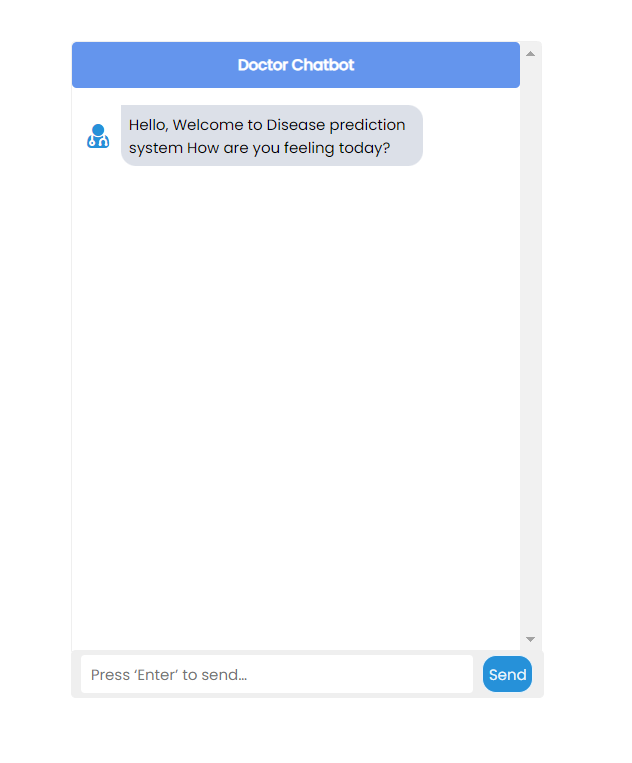 Doctor Chatbot
Hello, Welcome to Disease prediction
system How are you feeling today?
Press ‘Enter’ to send...
Send